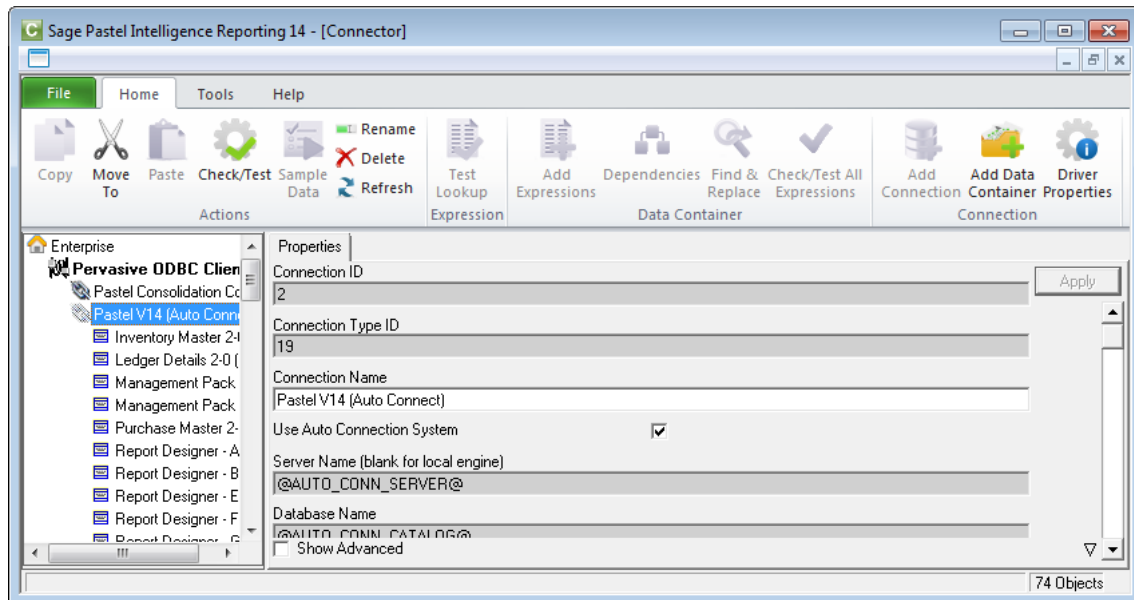 C Sage Pastel Intelligence Reporting 14 - [Connector]
File Home Tools Help
Copy
Move To
Paste
Check/Test
Sample Data
Rename
Delete
Refresh
Actions
Test Lookup
Expression
Add Expressions
Dependencies
Find & Replace
Check/Test All Expressions
Data Container
Add Connection
Add Data Container
Driver Properties
Connection
Enterprise
Pervasive ODBC Clien
Pastel Consolidation Co
Pastel V14 (Auto Conn
Inventory Master 2-
Ledger Details 2-0 (
Management Pack
Management Pack
Purchase Master 2-
Report Designer - A
Report Designer - B
Report Designer - E
Report Designer - F
Report Designer - G
Properties
Connection ID
2
Apply
Connection Type ID
19
Connection Name
Pastel V14 (Auto Connect)
Use Auto Connection System
Server Name (blank for local engine)
@AUTO_CONN_SERVER@
Database Name
@AUTO_CONN_CATALOG@
Show Advanced
74 Objects